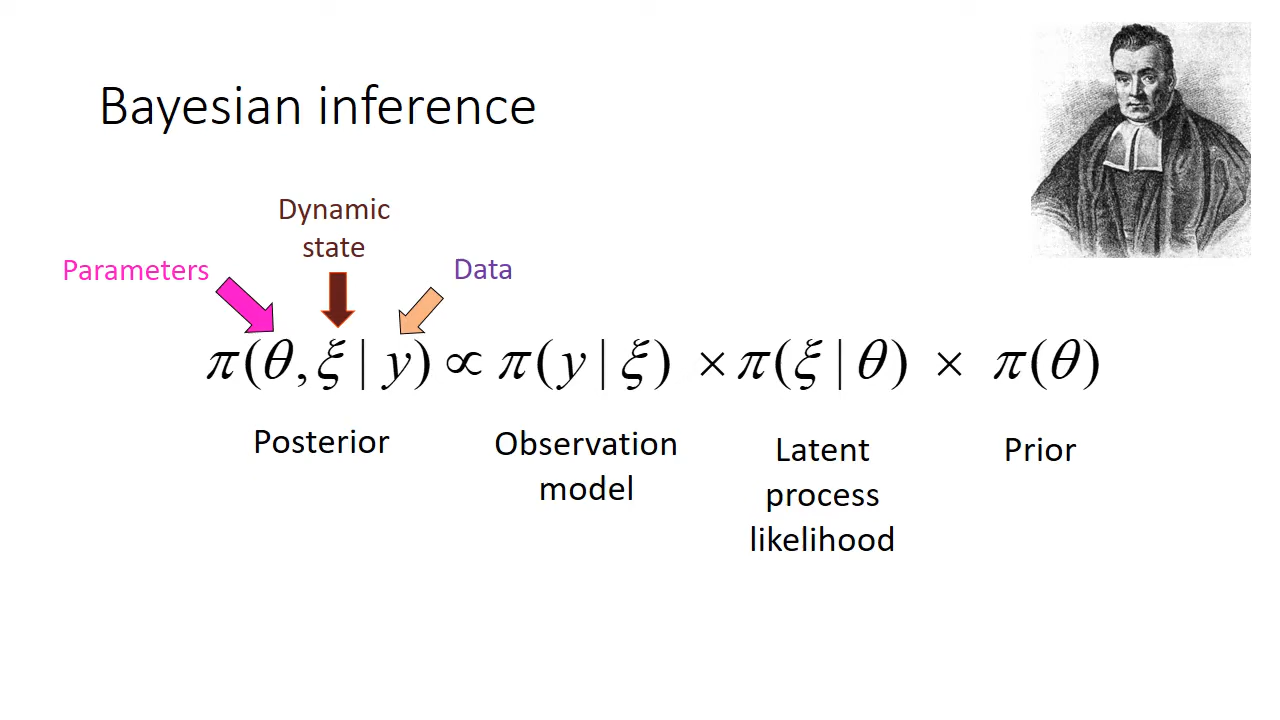 Bayesian inference
Dynamic
state
Parameters
Data
π(θ,ξ | y) ∝ π(y | ξ) ×π(ξ | θ) × π(θ)
Posterior
Observation
model
Latent
process
likelihood
Prior